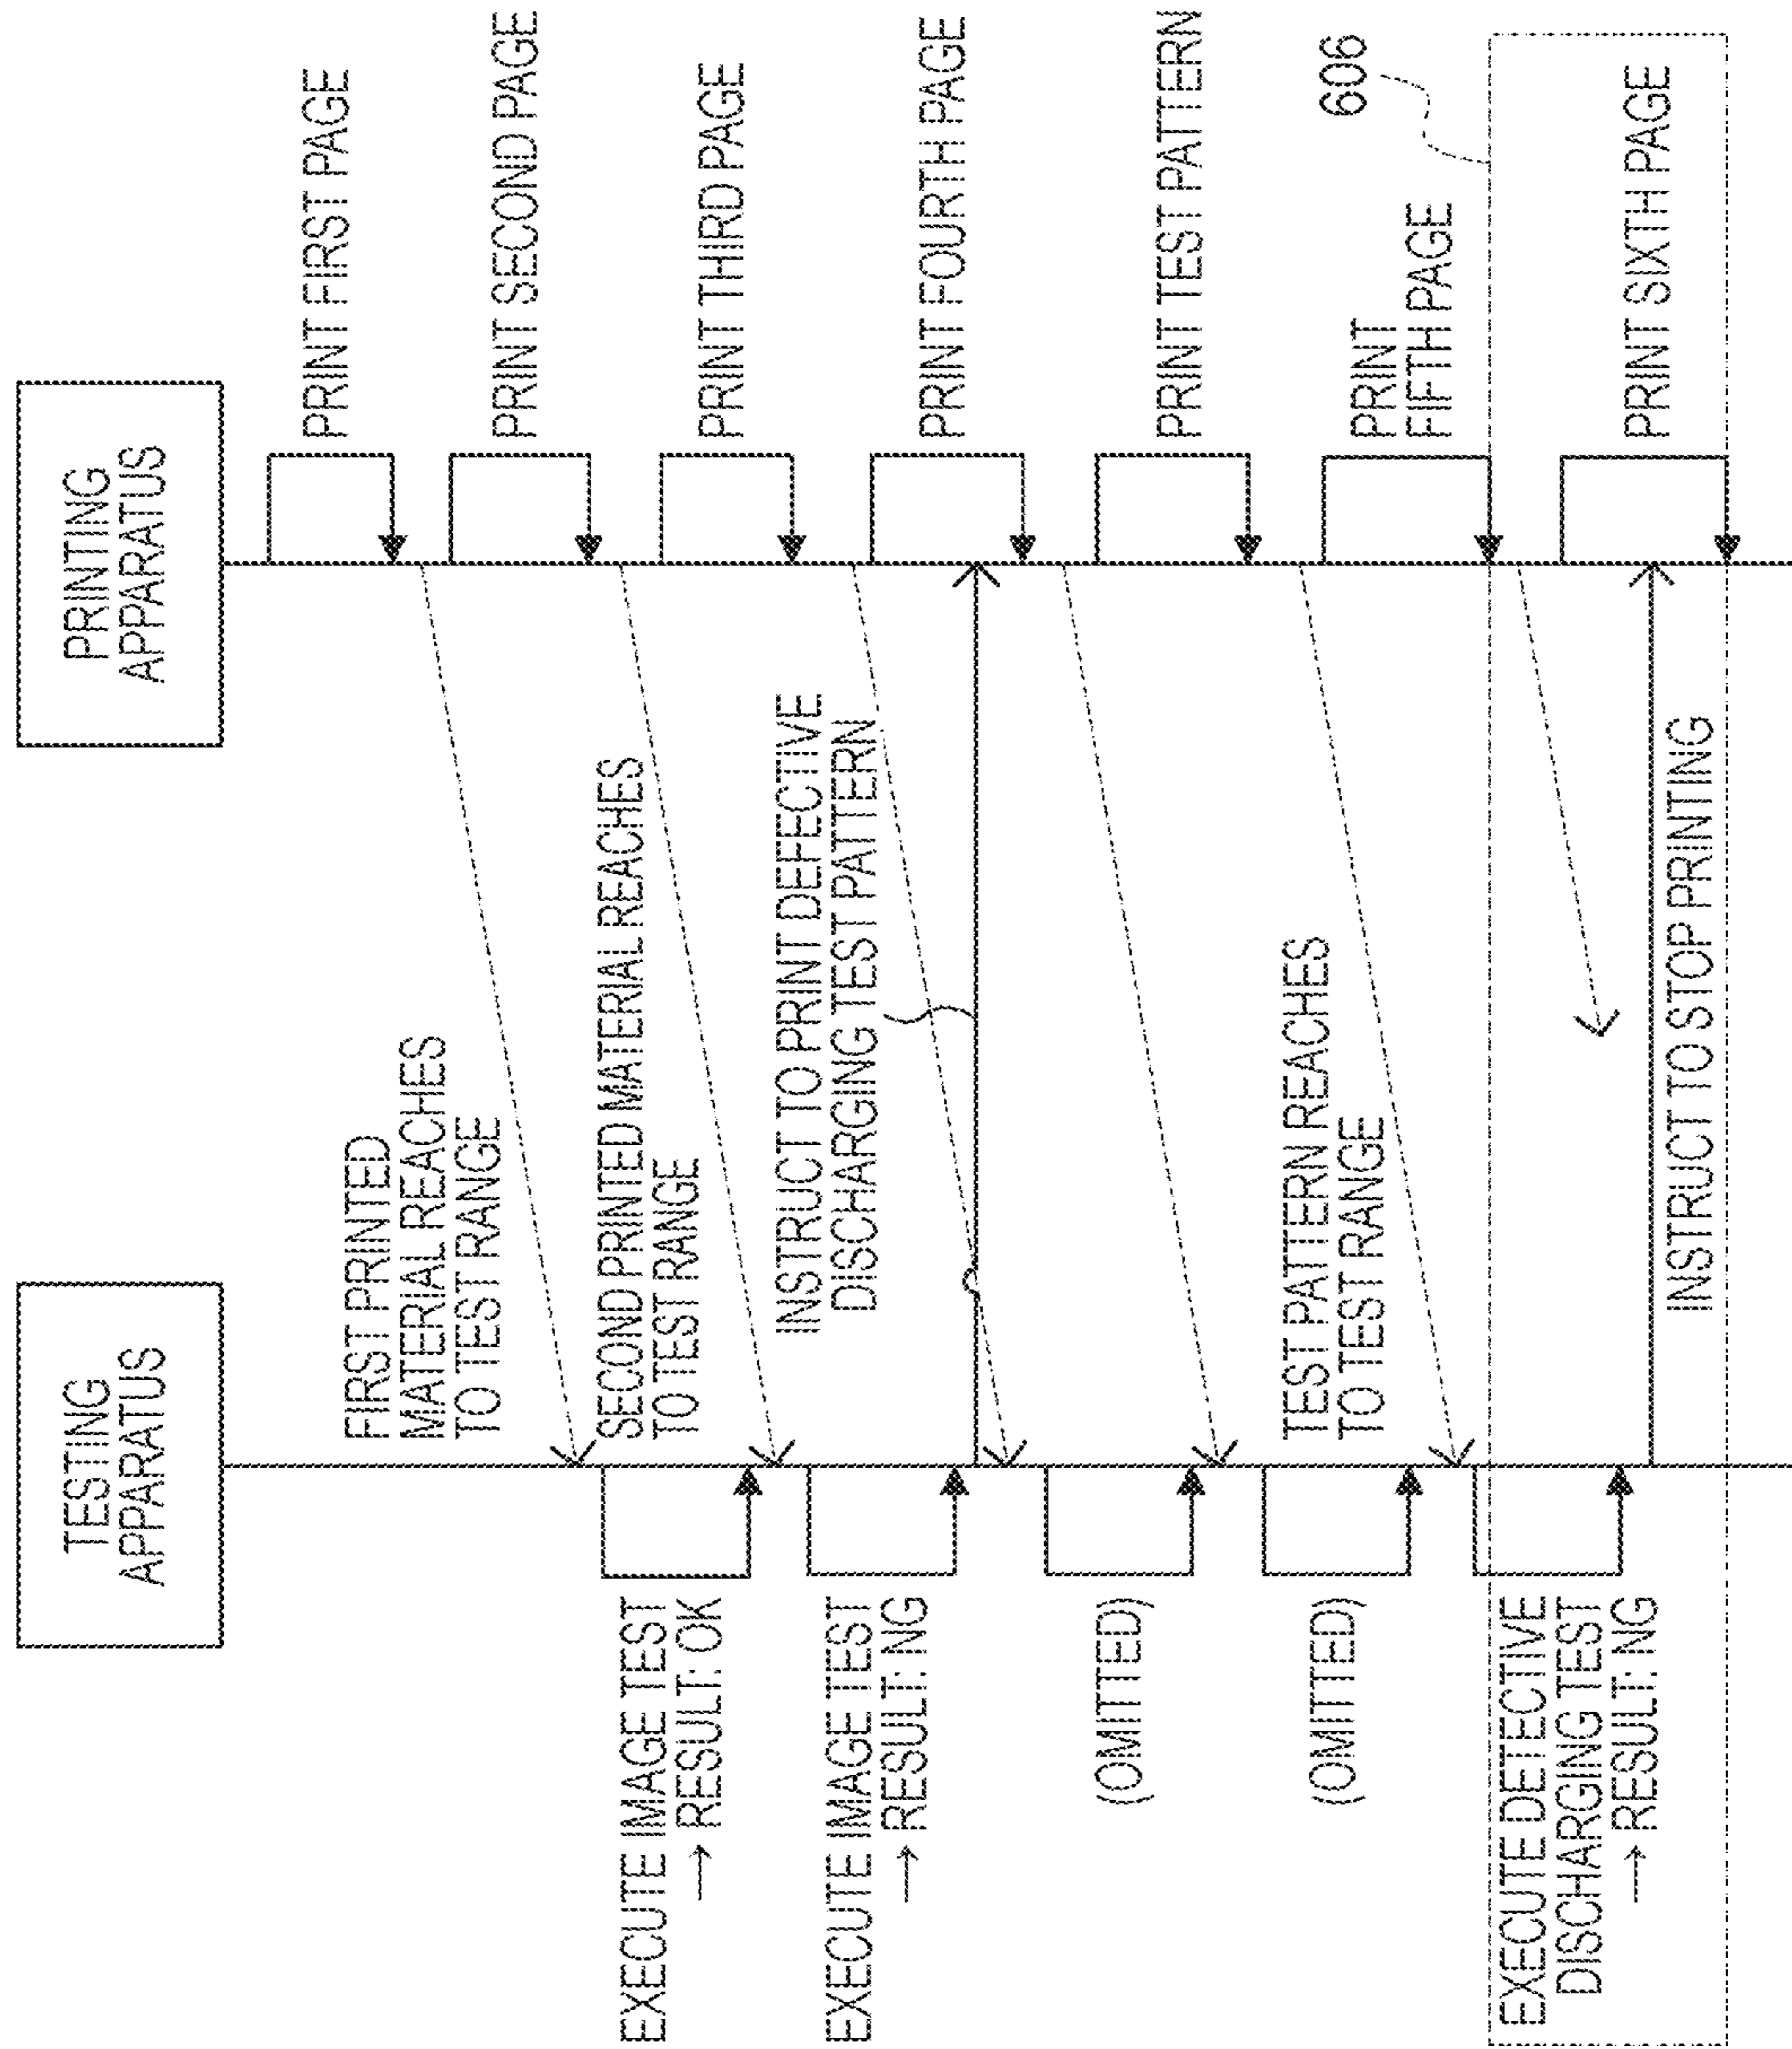 TESTING
APPARATUS
PRINTING
APPARATUS
PRINT FIRST PAGE
FIRST PRINTED
MATERIAL REACHES
TO TEST RANGE
PRINT SECOND PAGE
EXECUTE IMAGE TEST
→ RESULT: OK
SECOND PRINTED MATERIAL REACHES
TO TEST RANGE
PRINT THIRD PAGE
EXECUTE IMAGE TEST
→ RESULT: NG
INSTRUCT TO PRINT DEFECTIVE
DISCHARGING TEST PATTERN
PRINT FOURTH PAGE
(OMITTED)
PRINT TEST PATTERN
(OMITTED)
TEST PATTERN REACHES
TO TEST RANGE
PRINT
FIFTH PAGE
606
EXECUTE DETECTIVE
DISCHARGING TEST
→ RESULT: NG
PRINT SIXTH PAGE
INSTRUCT TO STOP PRINTING